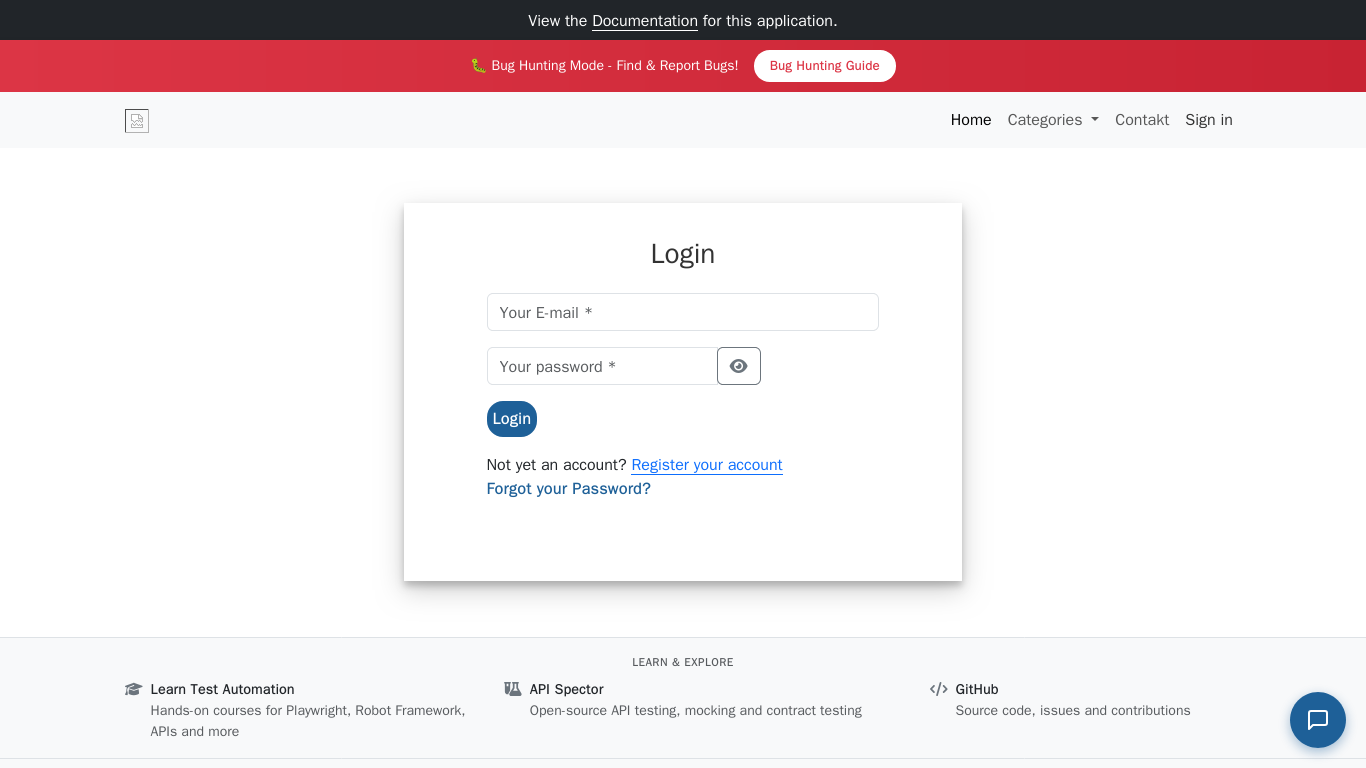 View the Documentation for this application.
🐛 Bug Hunting Mode - Find & Report Bugs! Bug Hunting Guide
Home Categories Contakt Sign in
Login
Your E-mail *
Your password *
Login
Not yet an account? Register your account
Forgot your Password?
LEARN & EXPLORE
Learn Test Automation
Hands-on courses for Playwright, Robot Framework,
APIs and more
API Spector
Open-source API testing, mocking and contract testing
GitHub
Source code, issues and contributions